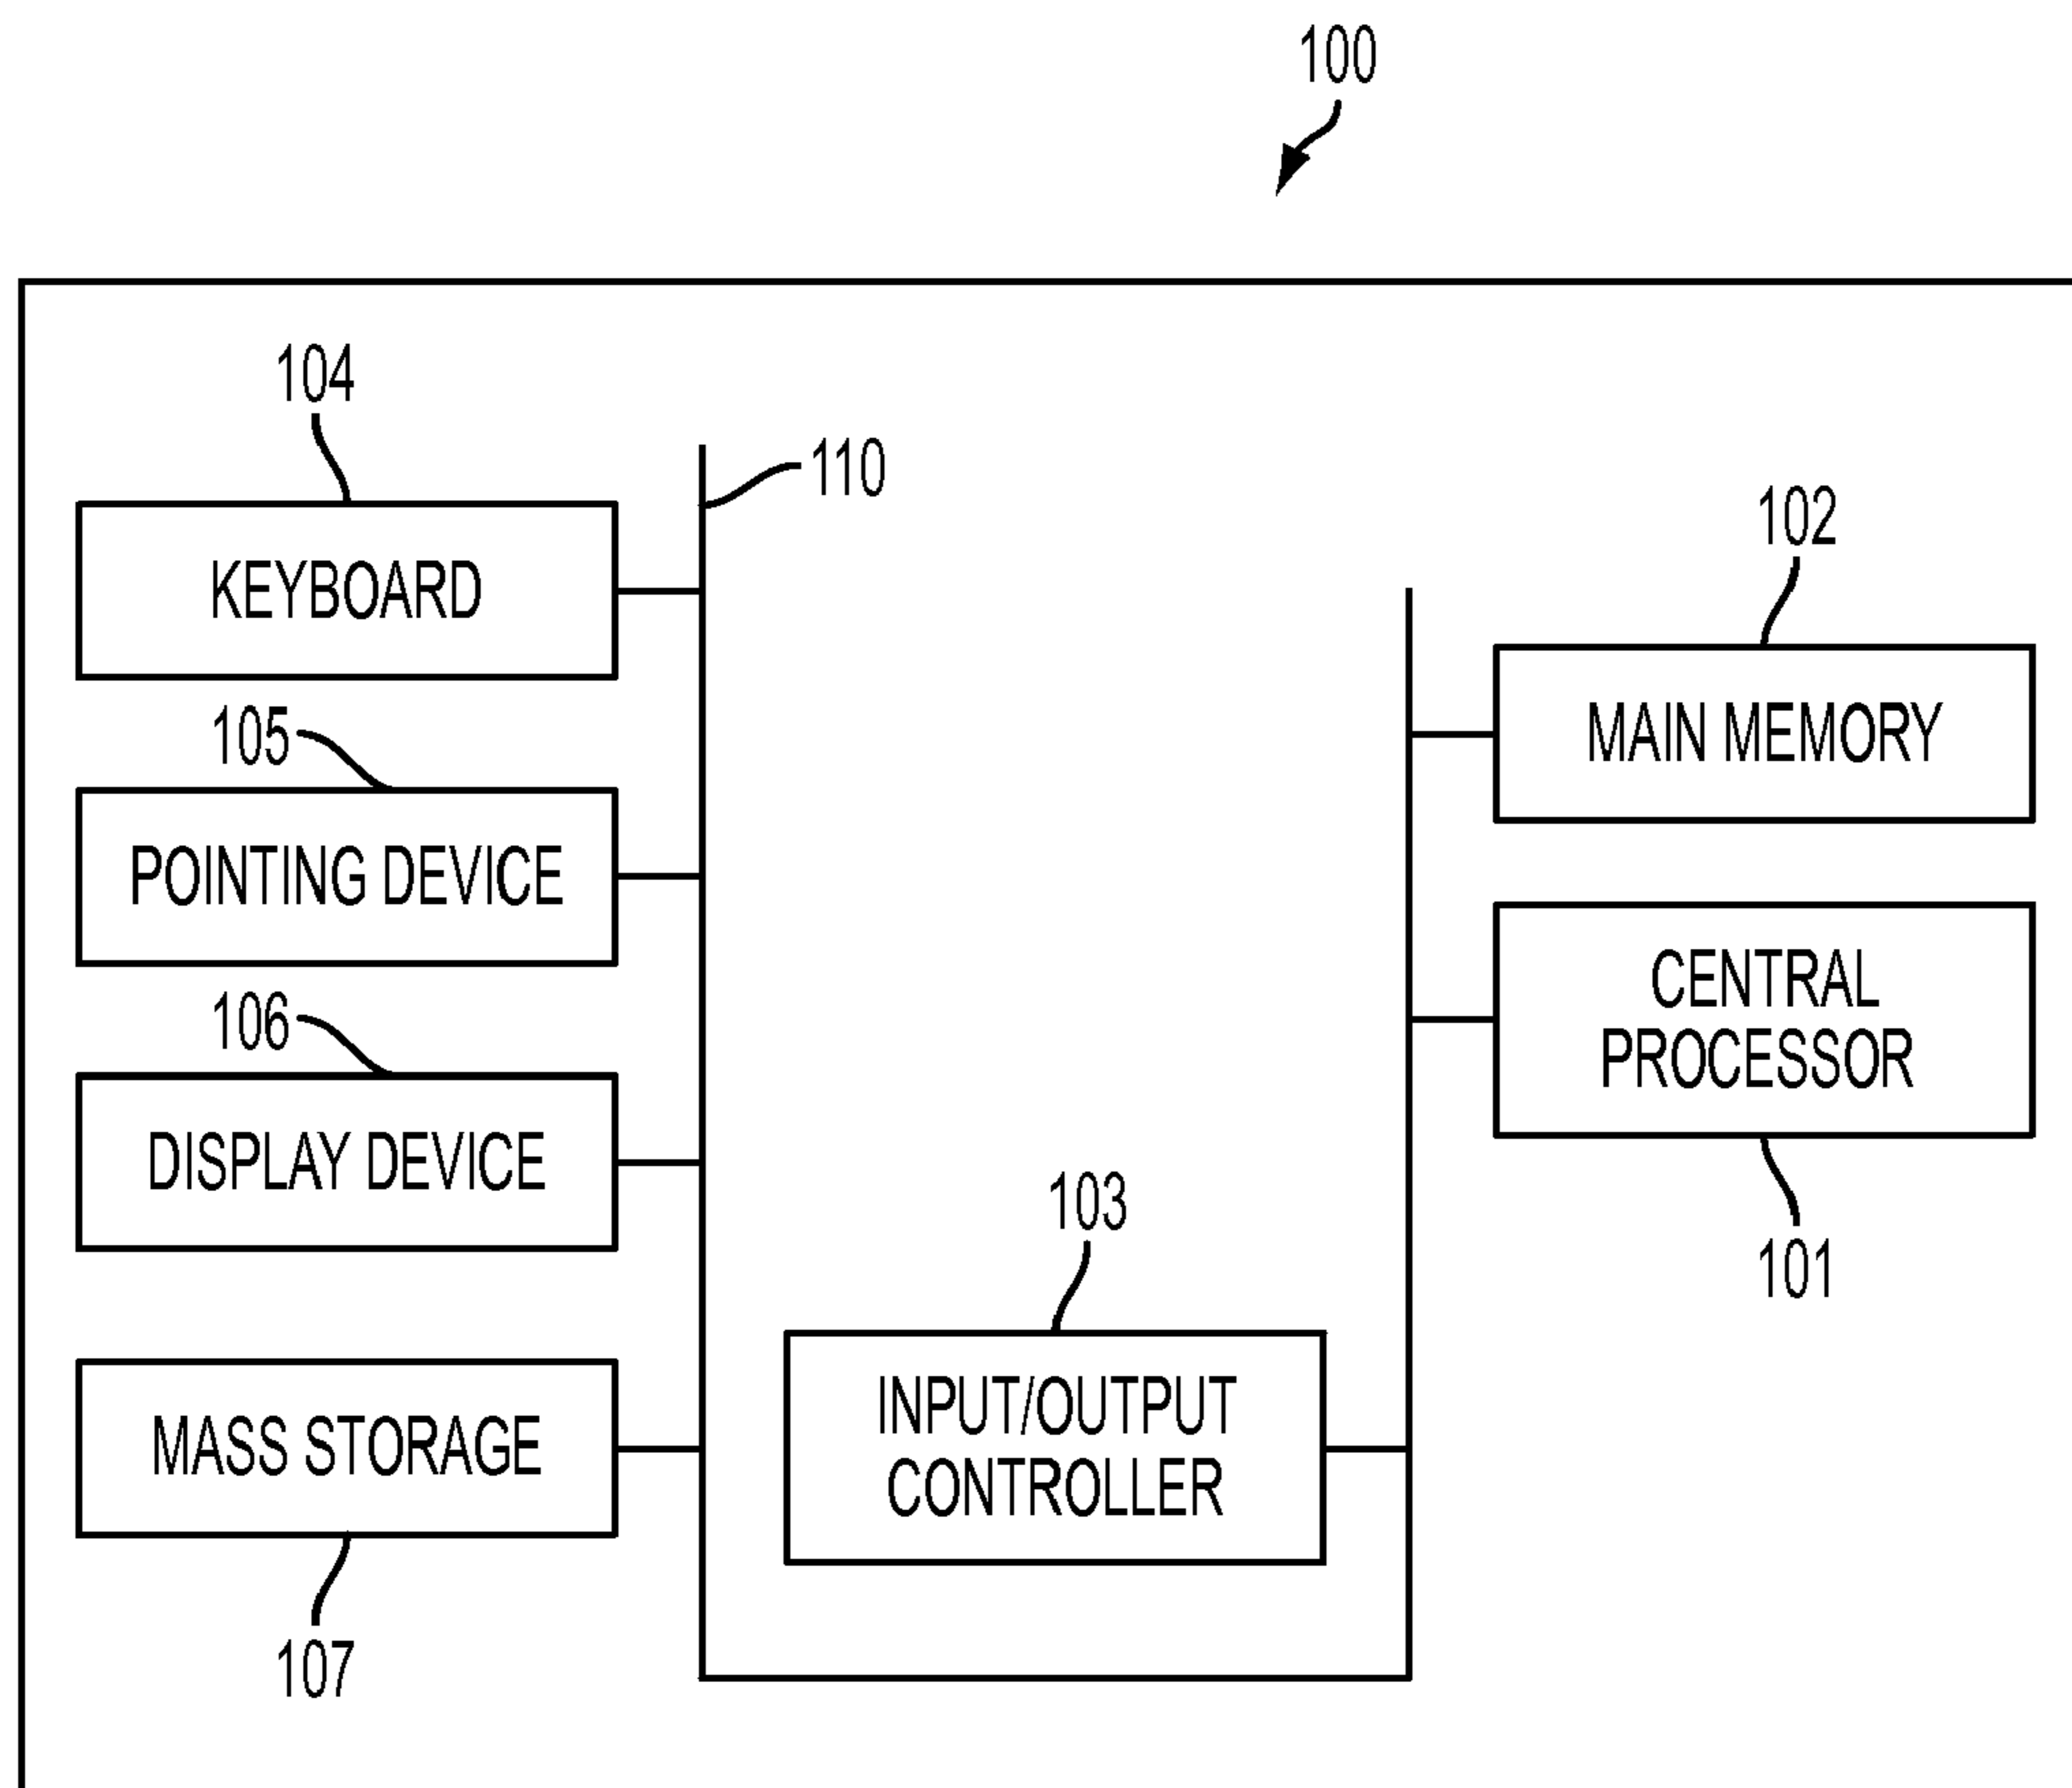 100
104
110
KEYBOARD
102
105
MAIN MEMORY
POINTING DEVICE
CENTRAL
PROCESSOR
106
DISPLAY DEVICE
103
101
INPUT/OUTPUT
CONTROLLER
MASS STORAGE
107